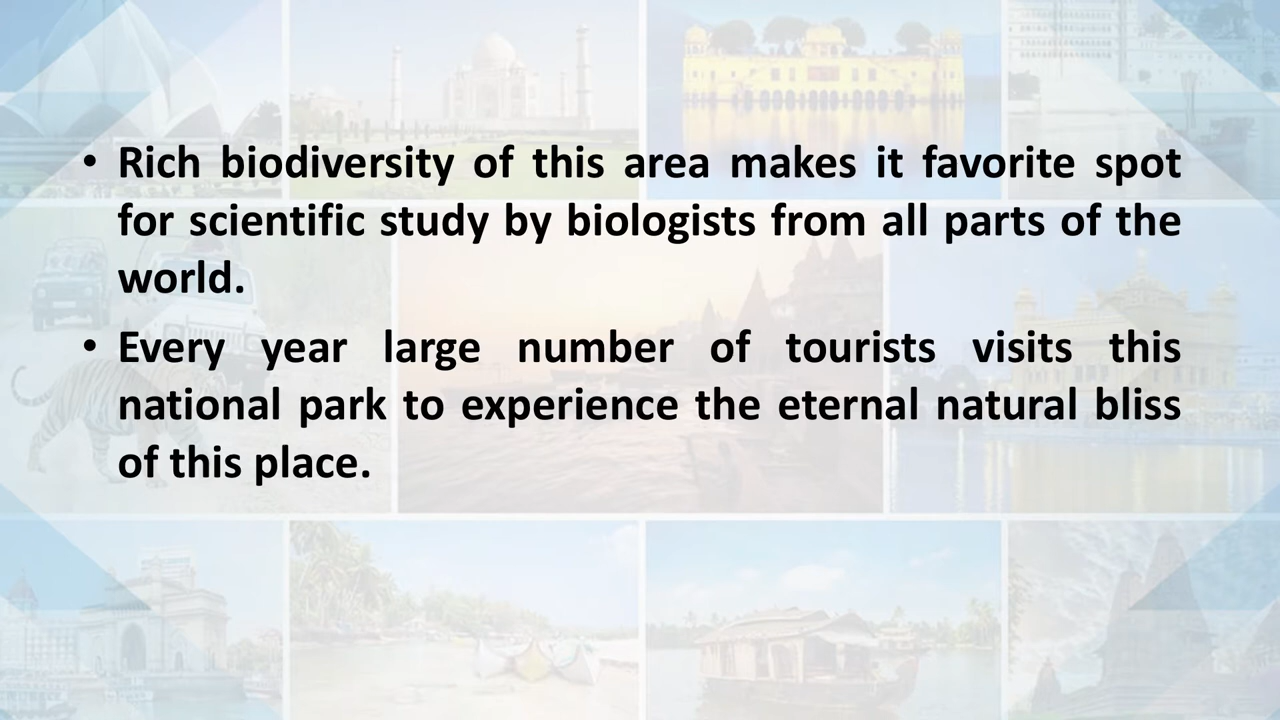 • Rich biodiversity of this area makes it favorite spot
for scientific study by biologists from all parts of the
world.
• Every year large number of tourists visits this
national park to experience the eternal natural bliss
of this place.